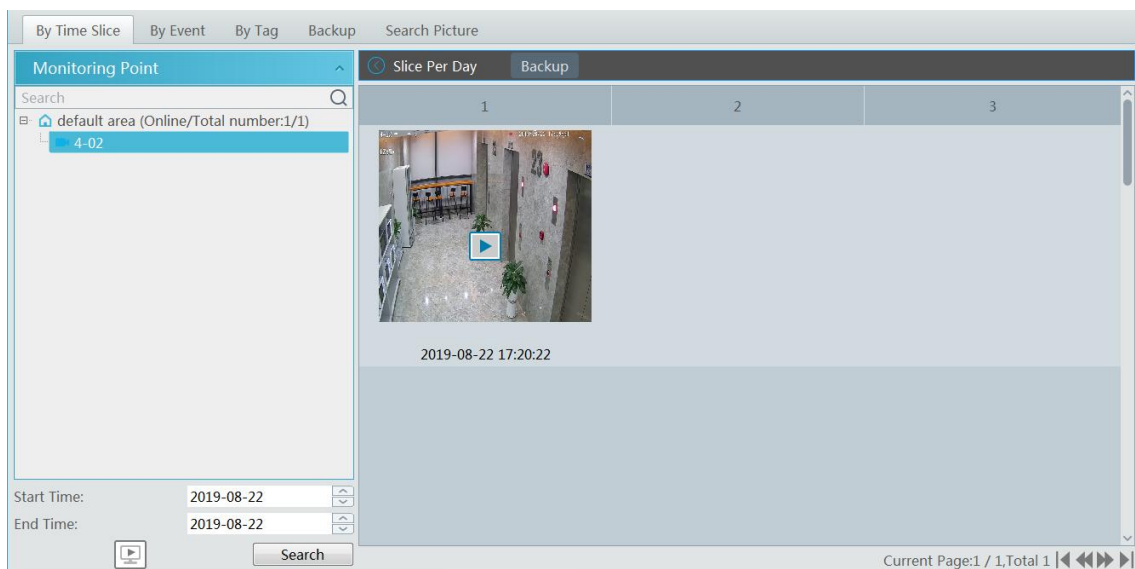 By Time Slice By Event By Tag Backup Search Picture
Monitoring Point
Search
default area (Online/Total number:1/1)
4-02
Slice Per Day Backup
1 2 3
23
2019-08-22 17:20:22
Start Time: 2019-08-22
End Time: 2019-08-22
Search
Current Page:1 / 1,Total 1